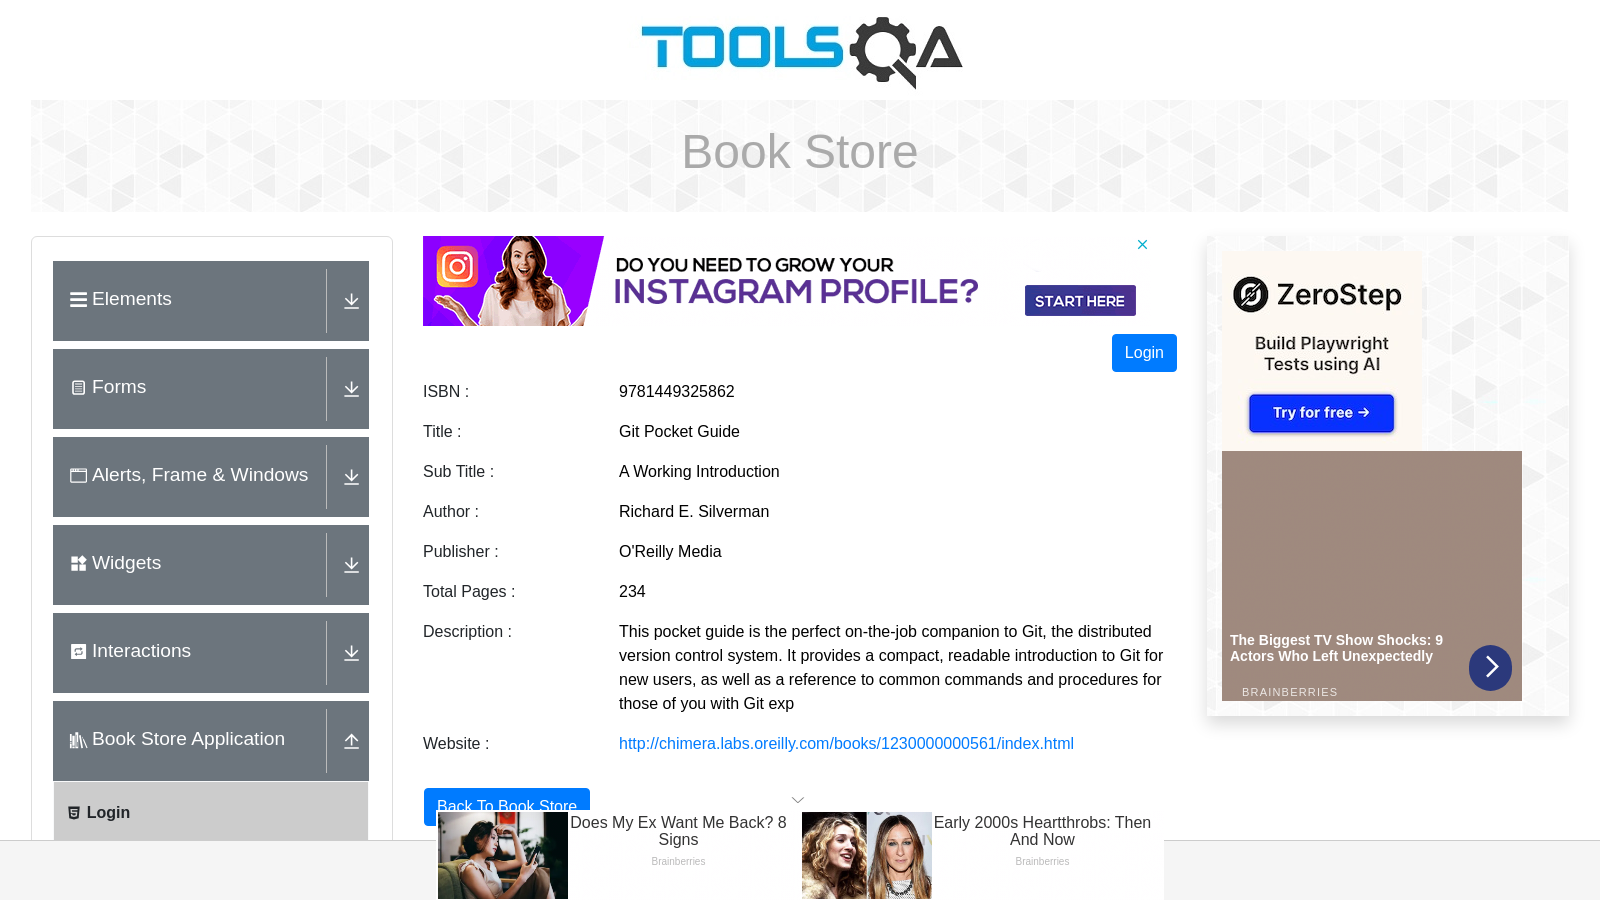 TOOLSQA
Book Store
Elements
Forms
Alerts, Frame & Windows
Widgets
Interactions
Book Store Application
Login
DO YOU NEED TO GROW YOUR
INSTAGRAM PROFILE?
START HERE
Login
ISBN :
9781449325862
Title :
Git Pocket Guide
Sub Title :
A Working Introduction
Author :
Richard E. Silverman
Publisher :
O'Reilly Media
Total Pages :
234
Description :
This pocket guide is the perfect on-the-job companion to Git, the distributed
version control system. It provides a compact, readable introduction to Git for
new users, as well as a reference to common commands and procedures for
those of you with Git exp
Website :
http://chimera.labs.oreilly.com/books/1230000000561/index.html
Back To Book Store
ZeroStep
Build Playwright
Tests using AI
Try for free →
The Biggest TV Show Shocks: 9
Actors Who Left Unexpectedly
BRAINBERRIES
Does My Ex Want Me Back? 8
Signs
Brainberries
Early 2000s Heartthrobs: Then
And Now
Brainberries